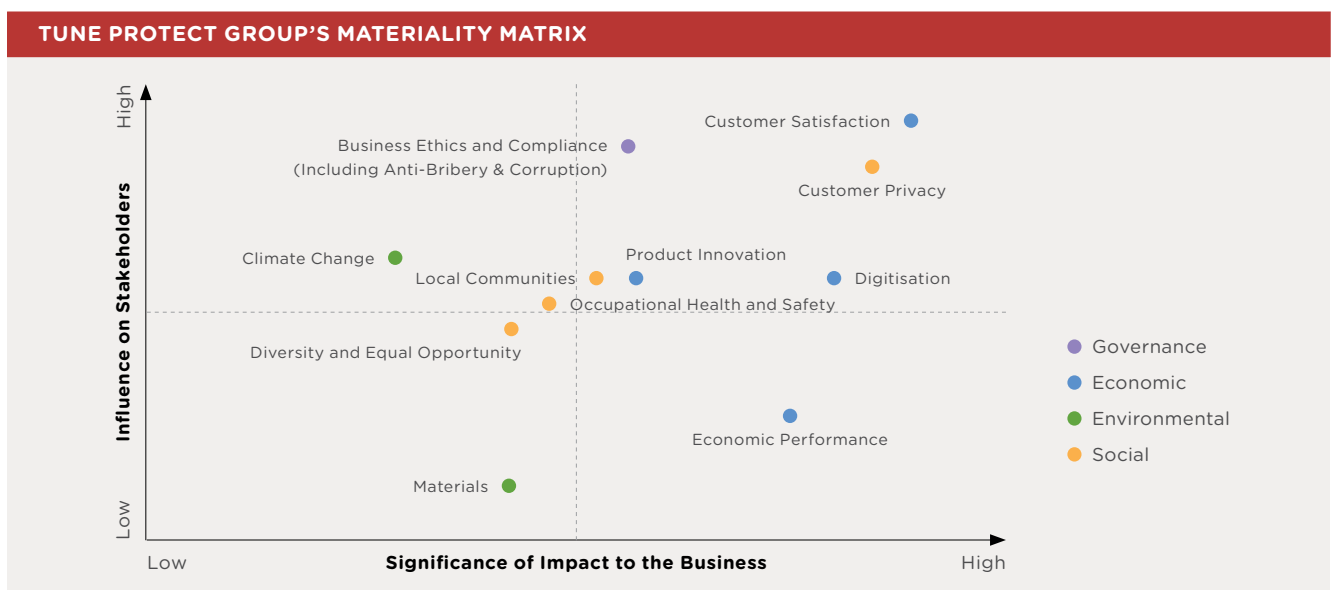 TUNE PROTECT GROUP'S MATERIALITY MATRIX
High
Influence on Stakeholders
Low
Customer Satisfaction
Business Ethics and Compliance
(Including Anti-Bribery & Corruption)
Customer Privacy
Climate Change
Product Innovation
Local Communities
Digitisation
Occupational Health and Safety
Diversity and Equal Opportunity
Economic Performance
Materials
Governance
Economic
Environmental
Social
Low
Significance of Impact to the Business
High